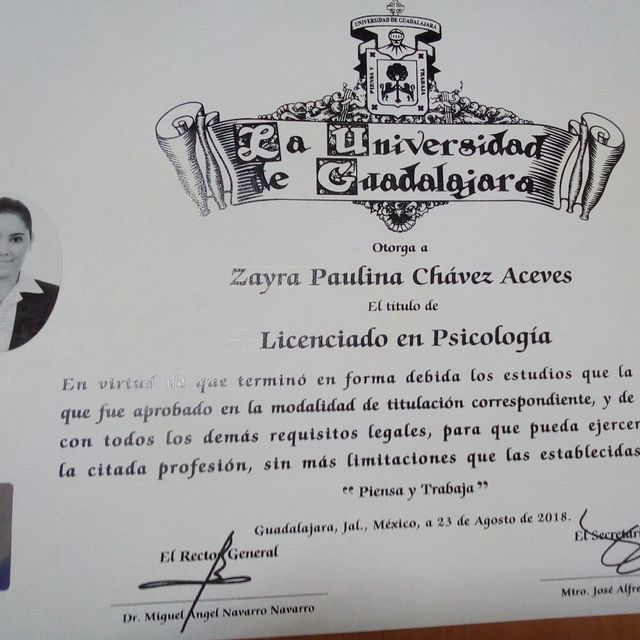 UNIVERSIDAD DE GUADALAJARA
PIENSA Y
TRABAJA
La Universidad
de Guadalajara
Otorga a
Zayra Paulina Chávez Aceves
El título de
Licenciado en Psicología
En virtud de que terminó en forma debida los estudios que la
que fue aprobado en la modalidad de titulación correspondiente, y de
con todos los demás requisitos legales, para que pueda ejercer
la citada profesión, sin más limitaciones que las establecidas
“ Piensa y Trabaja ”
Guadalajara, Jal., México, a 23 de Agosto de 2018.
El Rector General
El Secretari
Dr. Miguel Ángel Navarro Navarro
Mtro. José Alfre